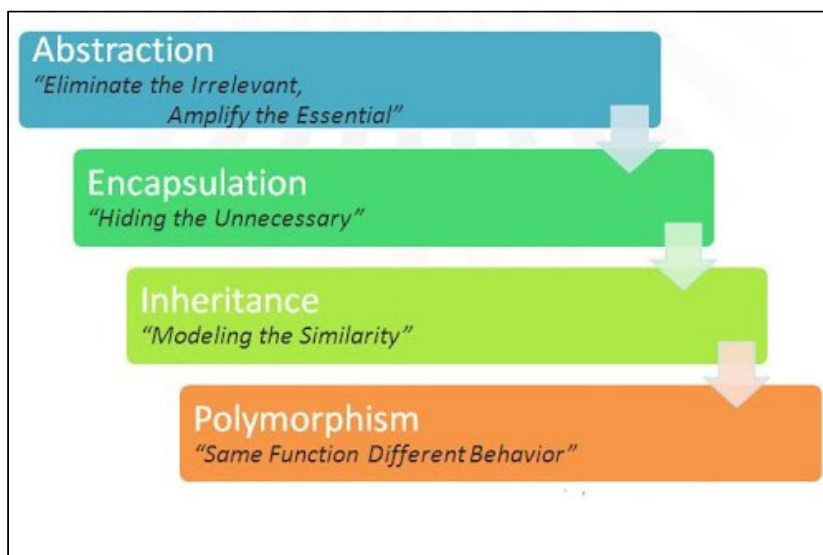 Abstraction
“Eliminate the Irrelevant,
Amplify the Essential”
Encapsulation
“Hiding the Unnecessary”
Inheritance
“Modeling the Similarity”
Polymorphism
“Same Function Different Behavior”